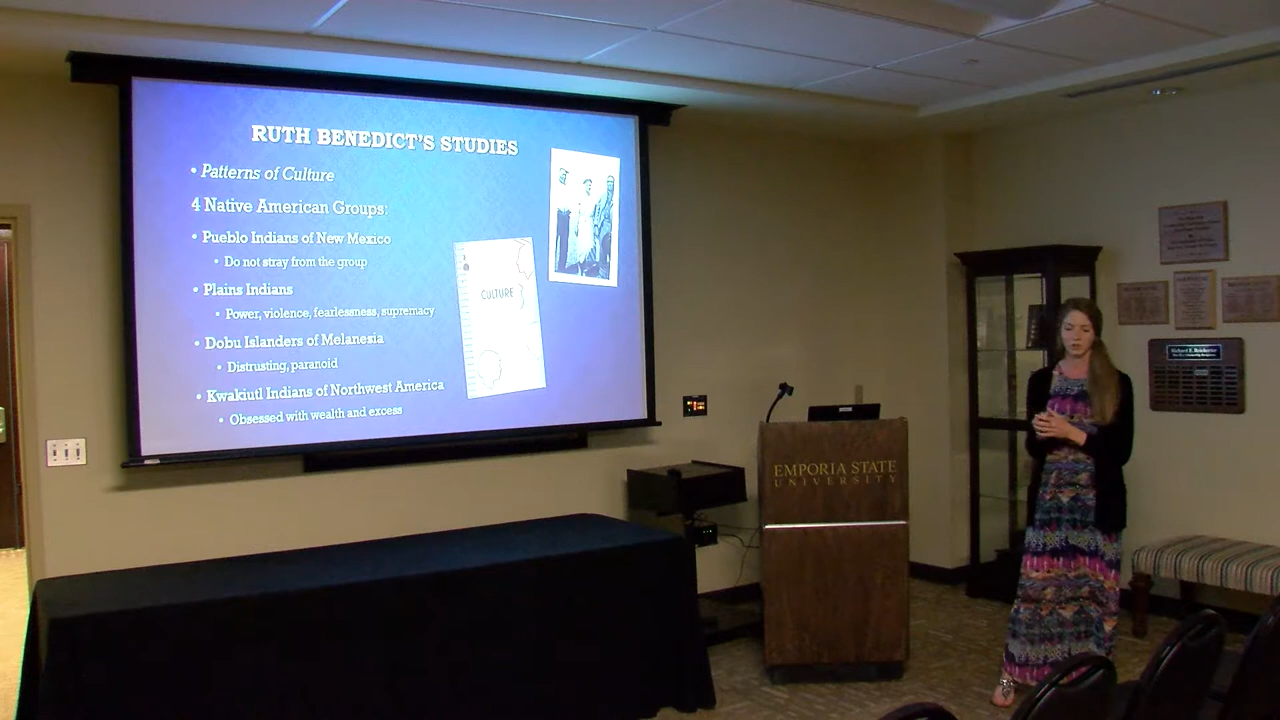 RUTH BENEDICT'S STUDIES
• Patterns of Culture
4 Native American Groups:
• Pueblo Indians of New Mexico
• Do not stray from the group
• Plains Indians
• Power, violence, fearlessness, supremacy
• Dobu Islanders of Melanesia
• Distrusting, paranoid
• Kwakiutl Indians of Northwest America
• Obsessed with wealth and excess
CULTURE
EMPORIA STATE
UNIVERSITY